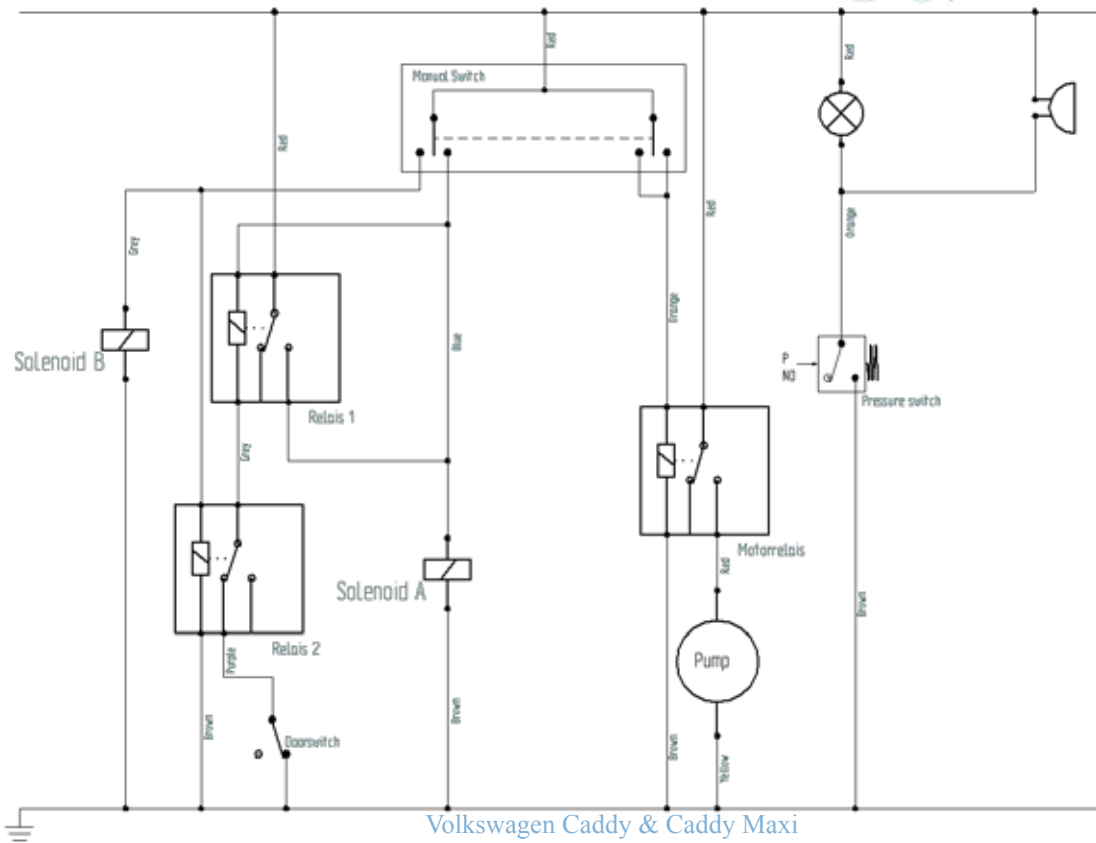 Red
Manual Switch
Red
Red
Red
Grey
Orange
Blue
Orange
Solenoid B
P
NO
Pressure switch
Relais 1
Grey
Motorrelais
Red
Solenoid A
Brown
Relais 2
Purple
Pump
Brown
Doorswitch
Brown
Brown
Yellow
Volkswagen Caddy & Caddy Maxi